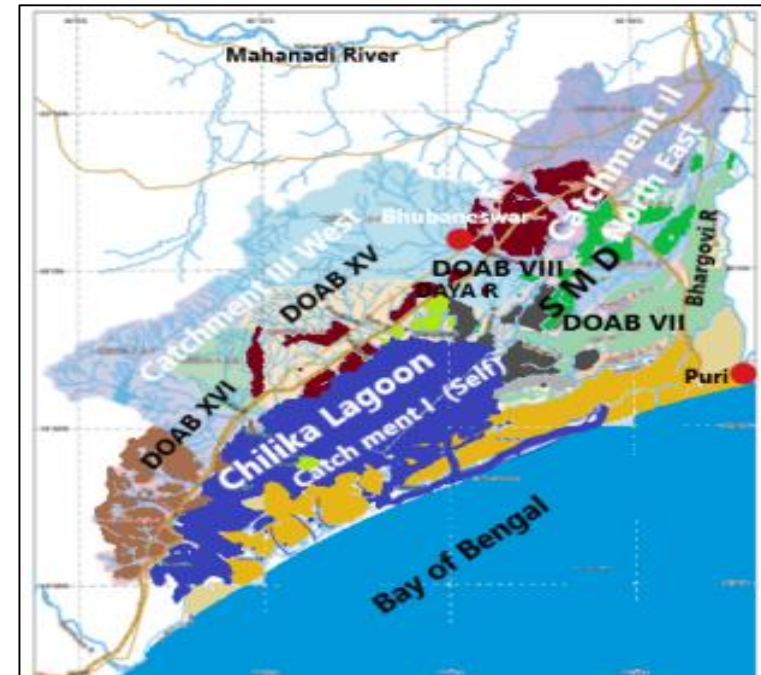 Mahanadi River
Catchment II
North East
Bhubaneswar
Catchment III West
DOAB XV
DOAB VIII
DAYA R
S M D
Bhargovi R
DOAB VII
Puri
DOAB XVI
Chilika Lagoon
Catch ment I (Self)
Bay of Bengal